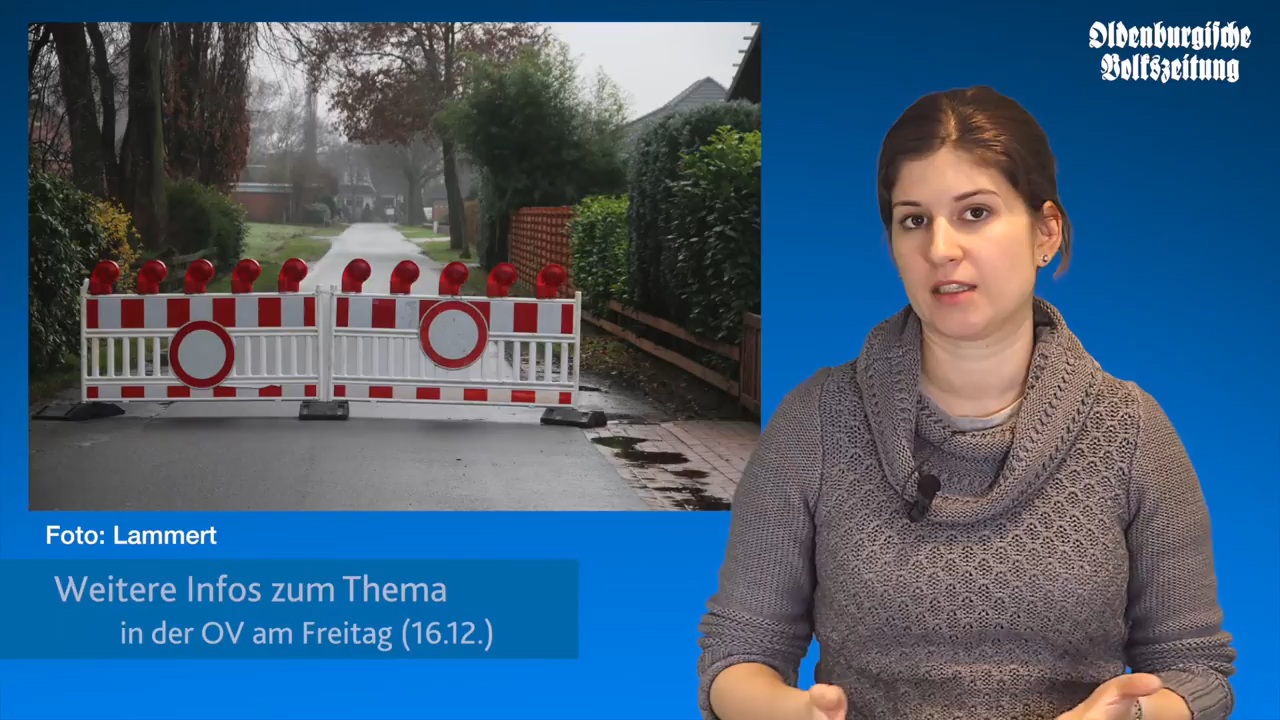 Oldenburgische
Volkszeitung
Foto: Lammert
Weitere Infos zum Thema
in der OV am Freitag (16.12.)